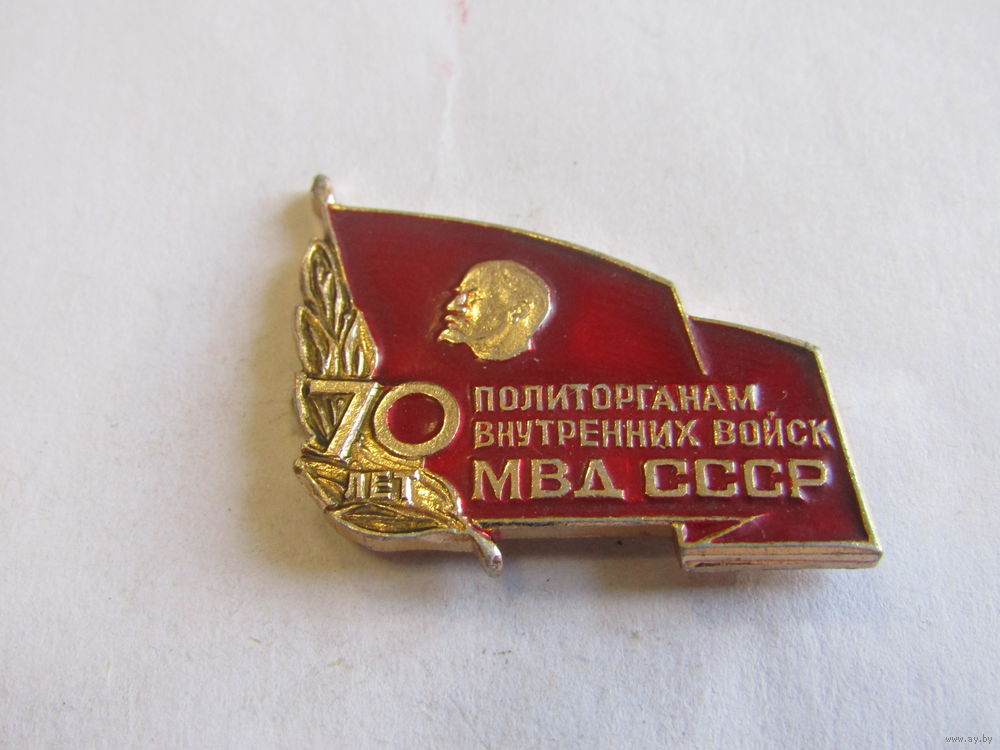 70
ЛЕТ
ПОЛИТОРГАНАМ
ВНУТРЕННИХ ВОЙСК
МВД СССР
www.ay.by